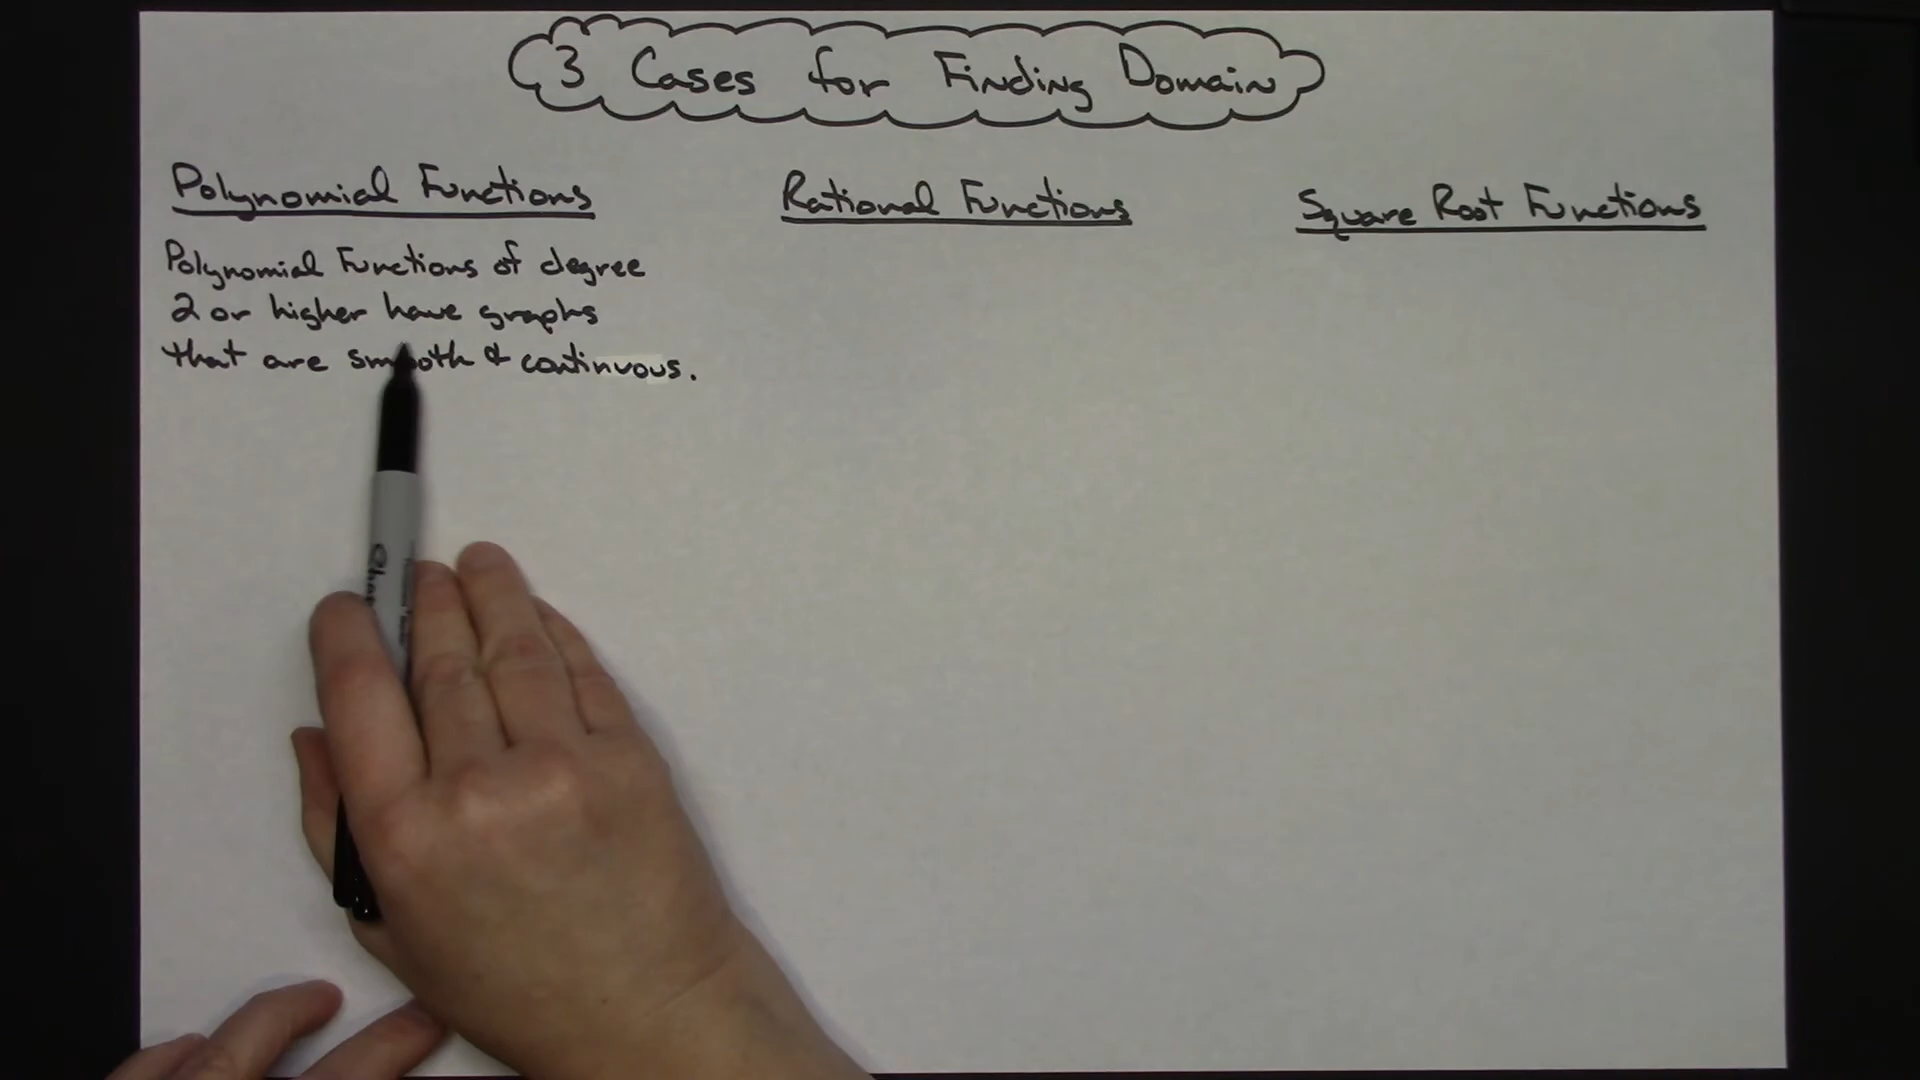 3 Cases for Finding Domain
Polynomial Functions
Polynomial Functions of degree
2 or higher have graphs
that are smooth & continuous.
Rational Functions
Square Root Functions